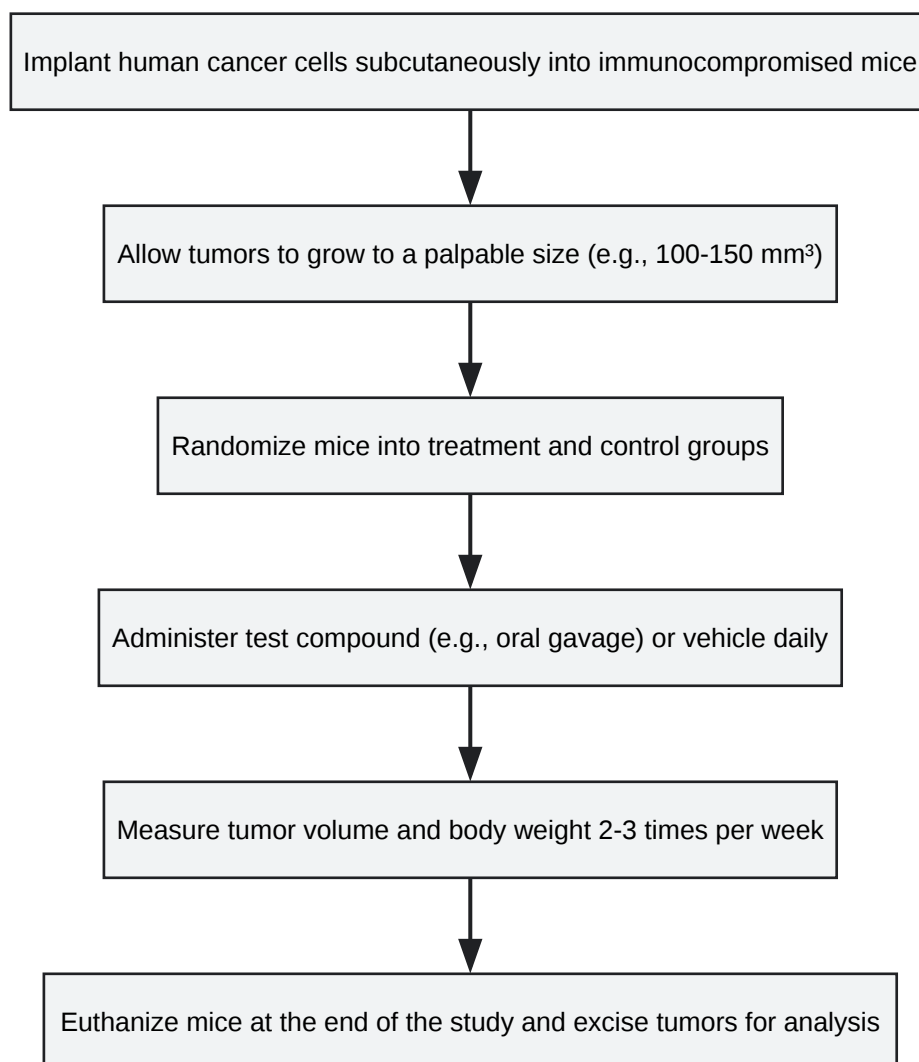 Implant human cancer cells subcutaneously into immunocompromised mice
Allow tumors to grow to a palpable size (e.g., 100-150 mm³)
Randomize mice into treatment and control groups
Administer test compound (e.g., oral gavage) or vehicle daily
Measure tumor volume and body weight 2-3 times per week
Euthanize mice at the end of the study and excise tumors for analysis